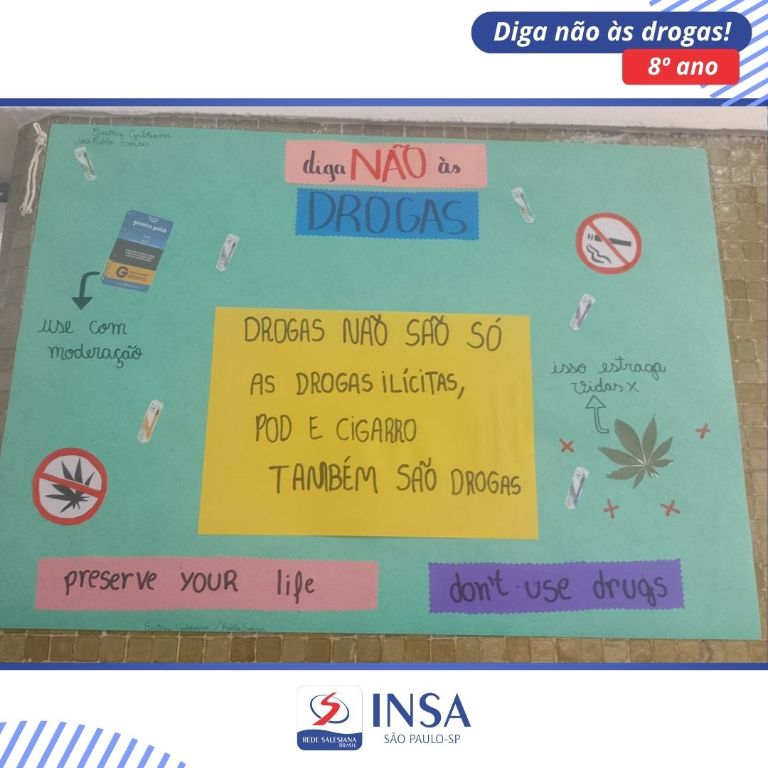 Diga não às drogas!
8º ano
diga NÃO às
DROGAS
use com
moderação
DROGAS NÃO SÃO SÓ
AS DROGAS iLÍCITAS,
POD E CIGARRO
TAMBÉM SÃO DROGAS
isso estraga
vidas x
preserve YOUR life
don't use drugs
REDE SALESIANA
BRASIL
INSA
SÃO PAULO-SP